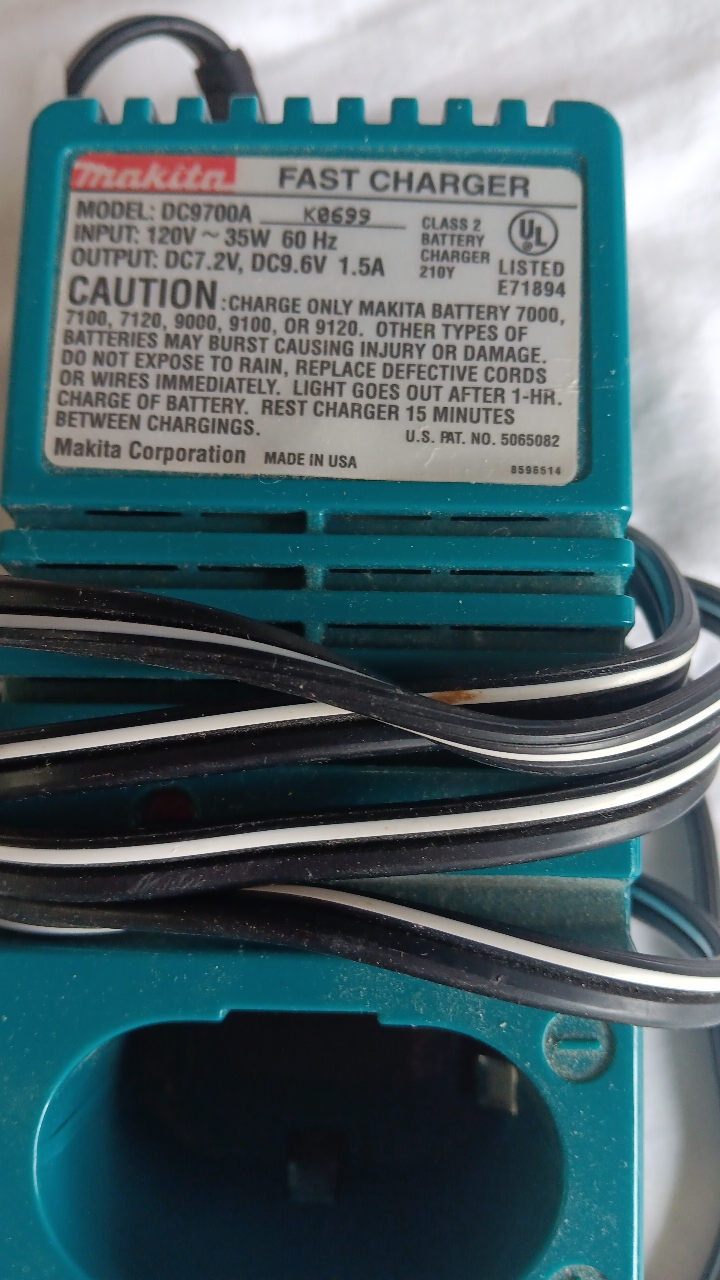 makita FAST CHARGER
MODEL: DC9700A K0699
INPUT: 120V ~ 35W 60 Hz
OUTPUT: DC7.2V, DC9.6V 1.5A
CLASS 2
BATTERY
CHARGER
210Y
UL
LISTED
E71894
CAUTION: CHARGE ONLY MAKITA BATTERY 7000,
7100, 7120, 9000, 9100, OR 9120. OTHER TYPES OF
BATTERIES MAY BURST CAUSING INJURY OR DAMAGE.
DO NOT EXPOSE TO RAIN, REPLACE DEFECTIVE CORDS
OR WIRES IMMEDIATELY. LIGHT GOES OUT AFTER 1-HR.
CHARGE OF BATTERY. REST CHARGER 15 MINUTES
BETWEEN CHARGINGS.
U.S. PAT. NO. 5065082
Makita Corporation MADE IN USA